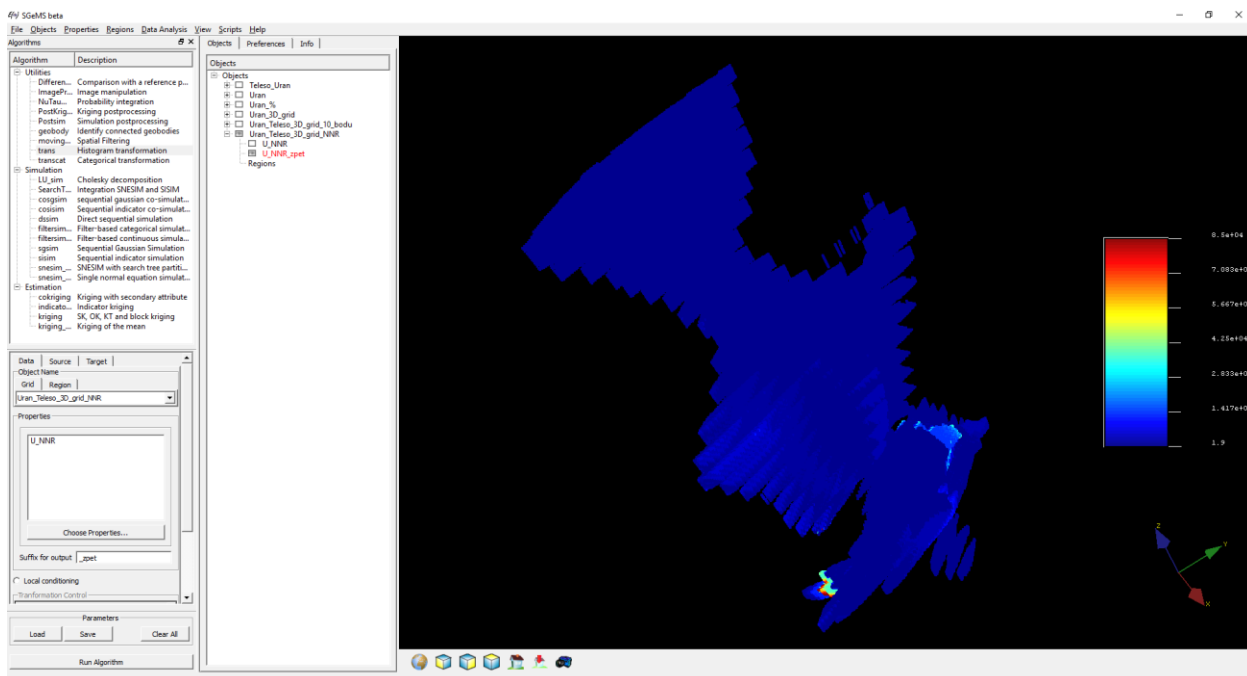 SGeMS beta
File Objects Properties Regions Data Analysis View Scripts Help
Algorithms
Algorithm Description
Utilities
Differen... Comparison with a reference p...
ImagePr... Image manipulation
NuTau... Probability integration
PostKrig... Kriging postprocessing
Postsim Simulation postprocessing
geobody Identify connected geobodies
moving... Spatial Filtering
trans Histogram transformation
transcat Categorical transformation
Simulation
LU_sim Cholesky decomposition
SearchT... Integration SNESIM and SISIM
cosgsim sequential gaussian co-simulat...
cosisim Sequential indicator co-simulat...
dssim Direct sequential simulation
filtersim... Filter-based categorical simulat...
filtersim... Filter-based continuous simula...
sgsim Sequential Gaussian Simulation
sisim Sequential indicator simulation
snesim_... SNESIM with search tree partiti...
snesim_... Single normal equation simulat...
Estimation
cokriging Kriging with secondary attribute
indicato... Indicator kriging
kriging SK, OK, KT and block kriging
kriging_... Kriging of the mean
Data Source Target
Object Name
Grid Region
Uran_Teleso_3D_grid_NNR
Properties
U_NNR
Choose Properties...
Suffix for output _zpet
Local conditioning
Tranformation Control
Parameters
Load Save Clear All
Run Algorithm
Objects Preferences Info
Objects
Objects
Teleso_Uran
Uran
Uran_%
Uran_3D_grid
Uran_Teleso_3D_grid_10_bodu
Uran_Teleso_3D_grid_NNR
U_NNR
U_NNR_zpet
Regions
8.5e+04
7.083e+0
5.667e+0
4.25e+04
2.833e+0
1.417e+0
1.9
Z
Y
X